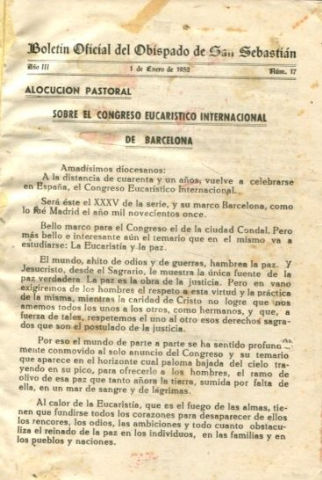 Boletín Oficial del Obispado de San Sebastián
Año III
1 de Enero de 1952
Núm. 17
ALOCUCION PASTORAL
SOBRE EL CONGRESO EUCARISTICO INTERNACIONAL
DE BARCELONA
Amadísimos diocesanos:
A la distancia de cuarenta y un años, vuelve a celebrarse
en España, el Congreso Eucarístico Internacional.
Será éste el XXXV de la serie, y su marco Barcelona, como
lo fué Madrid el año mil novecientos once.
Bello marco para el Congreso el de la ciudad Condal. Pero
más bello e interesante aún el temario que en el mismo va a
estudiarse: La Eucaristía y la paz.
El mundo, ahito de odios y de guerras, hambrea la paz. Y
Jesucristo, desde el Sagrario, le muestra la única fuente de la
paz verdadera. La paz es la obra de la justicia. Pero en vano
exigiremos de los hombres el respeto a esta virtud y la práctica
de la misma, mientras la caridad de Cristo no logre que nos
amemos todos los unos a los otros, como hermanos, y que, a
fuerza de tales, respetemos el uno al otro esos derechos sagra-
dos que son el postulado de la justicia.
Por eso el mundo de parte a parte se ha sentido profunda-
mente conmovido al solo anuncio del Congreso y su temario
que aparece en el horizonte cual paloma bajada del cielo tra-
yendo en su pico, para ofrecerlo a los hombres, el ramo de
olivo de esa paz que tanto añora la tierra, sumida por falta de
ella, en un mar de sangre y de lágrimas.
Al calor de la Eucaristía, que es el fuego de las almas, tie-
nen que fundirse todos los corazones para desaparecer de ellos
los rencores, los odios, las ambiciones y todo cuanto obstacu-
liza el reinado de la paz en los individuos, en las familias y en
los pueblos y naciones.